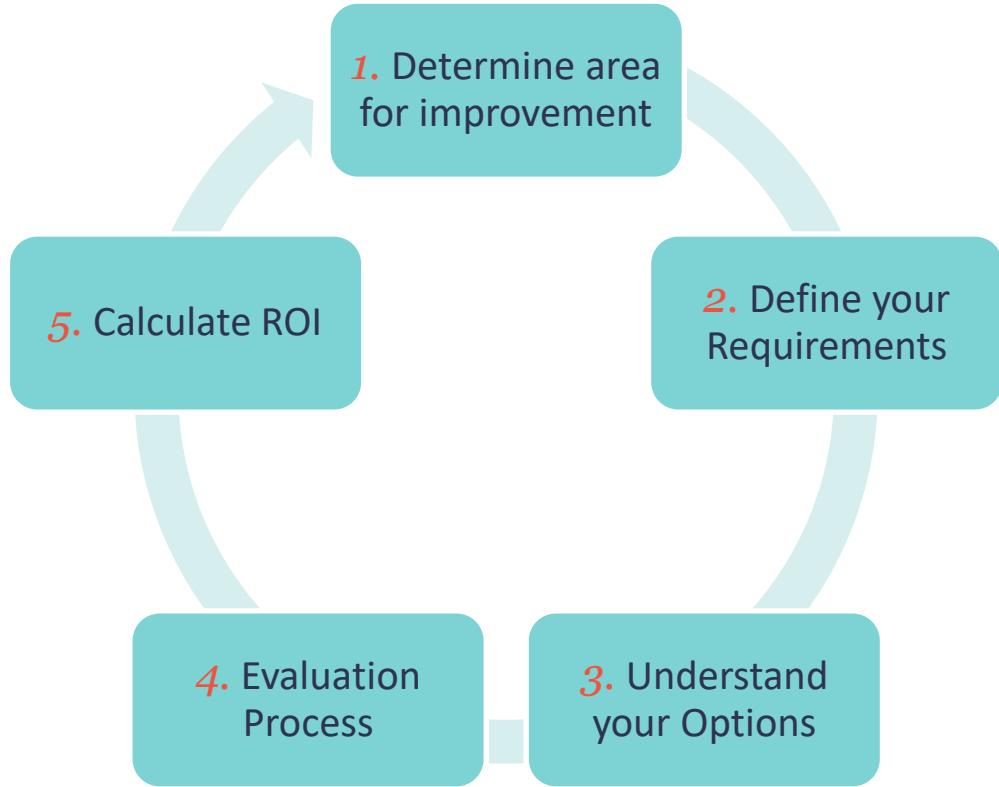 1. Determine area
for improvement
2. Define your
Requirements
3. Understand
your Options
4. Evaluation
Process
5. Calculate ROI